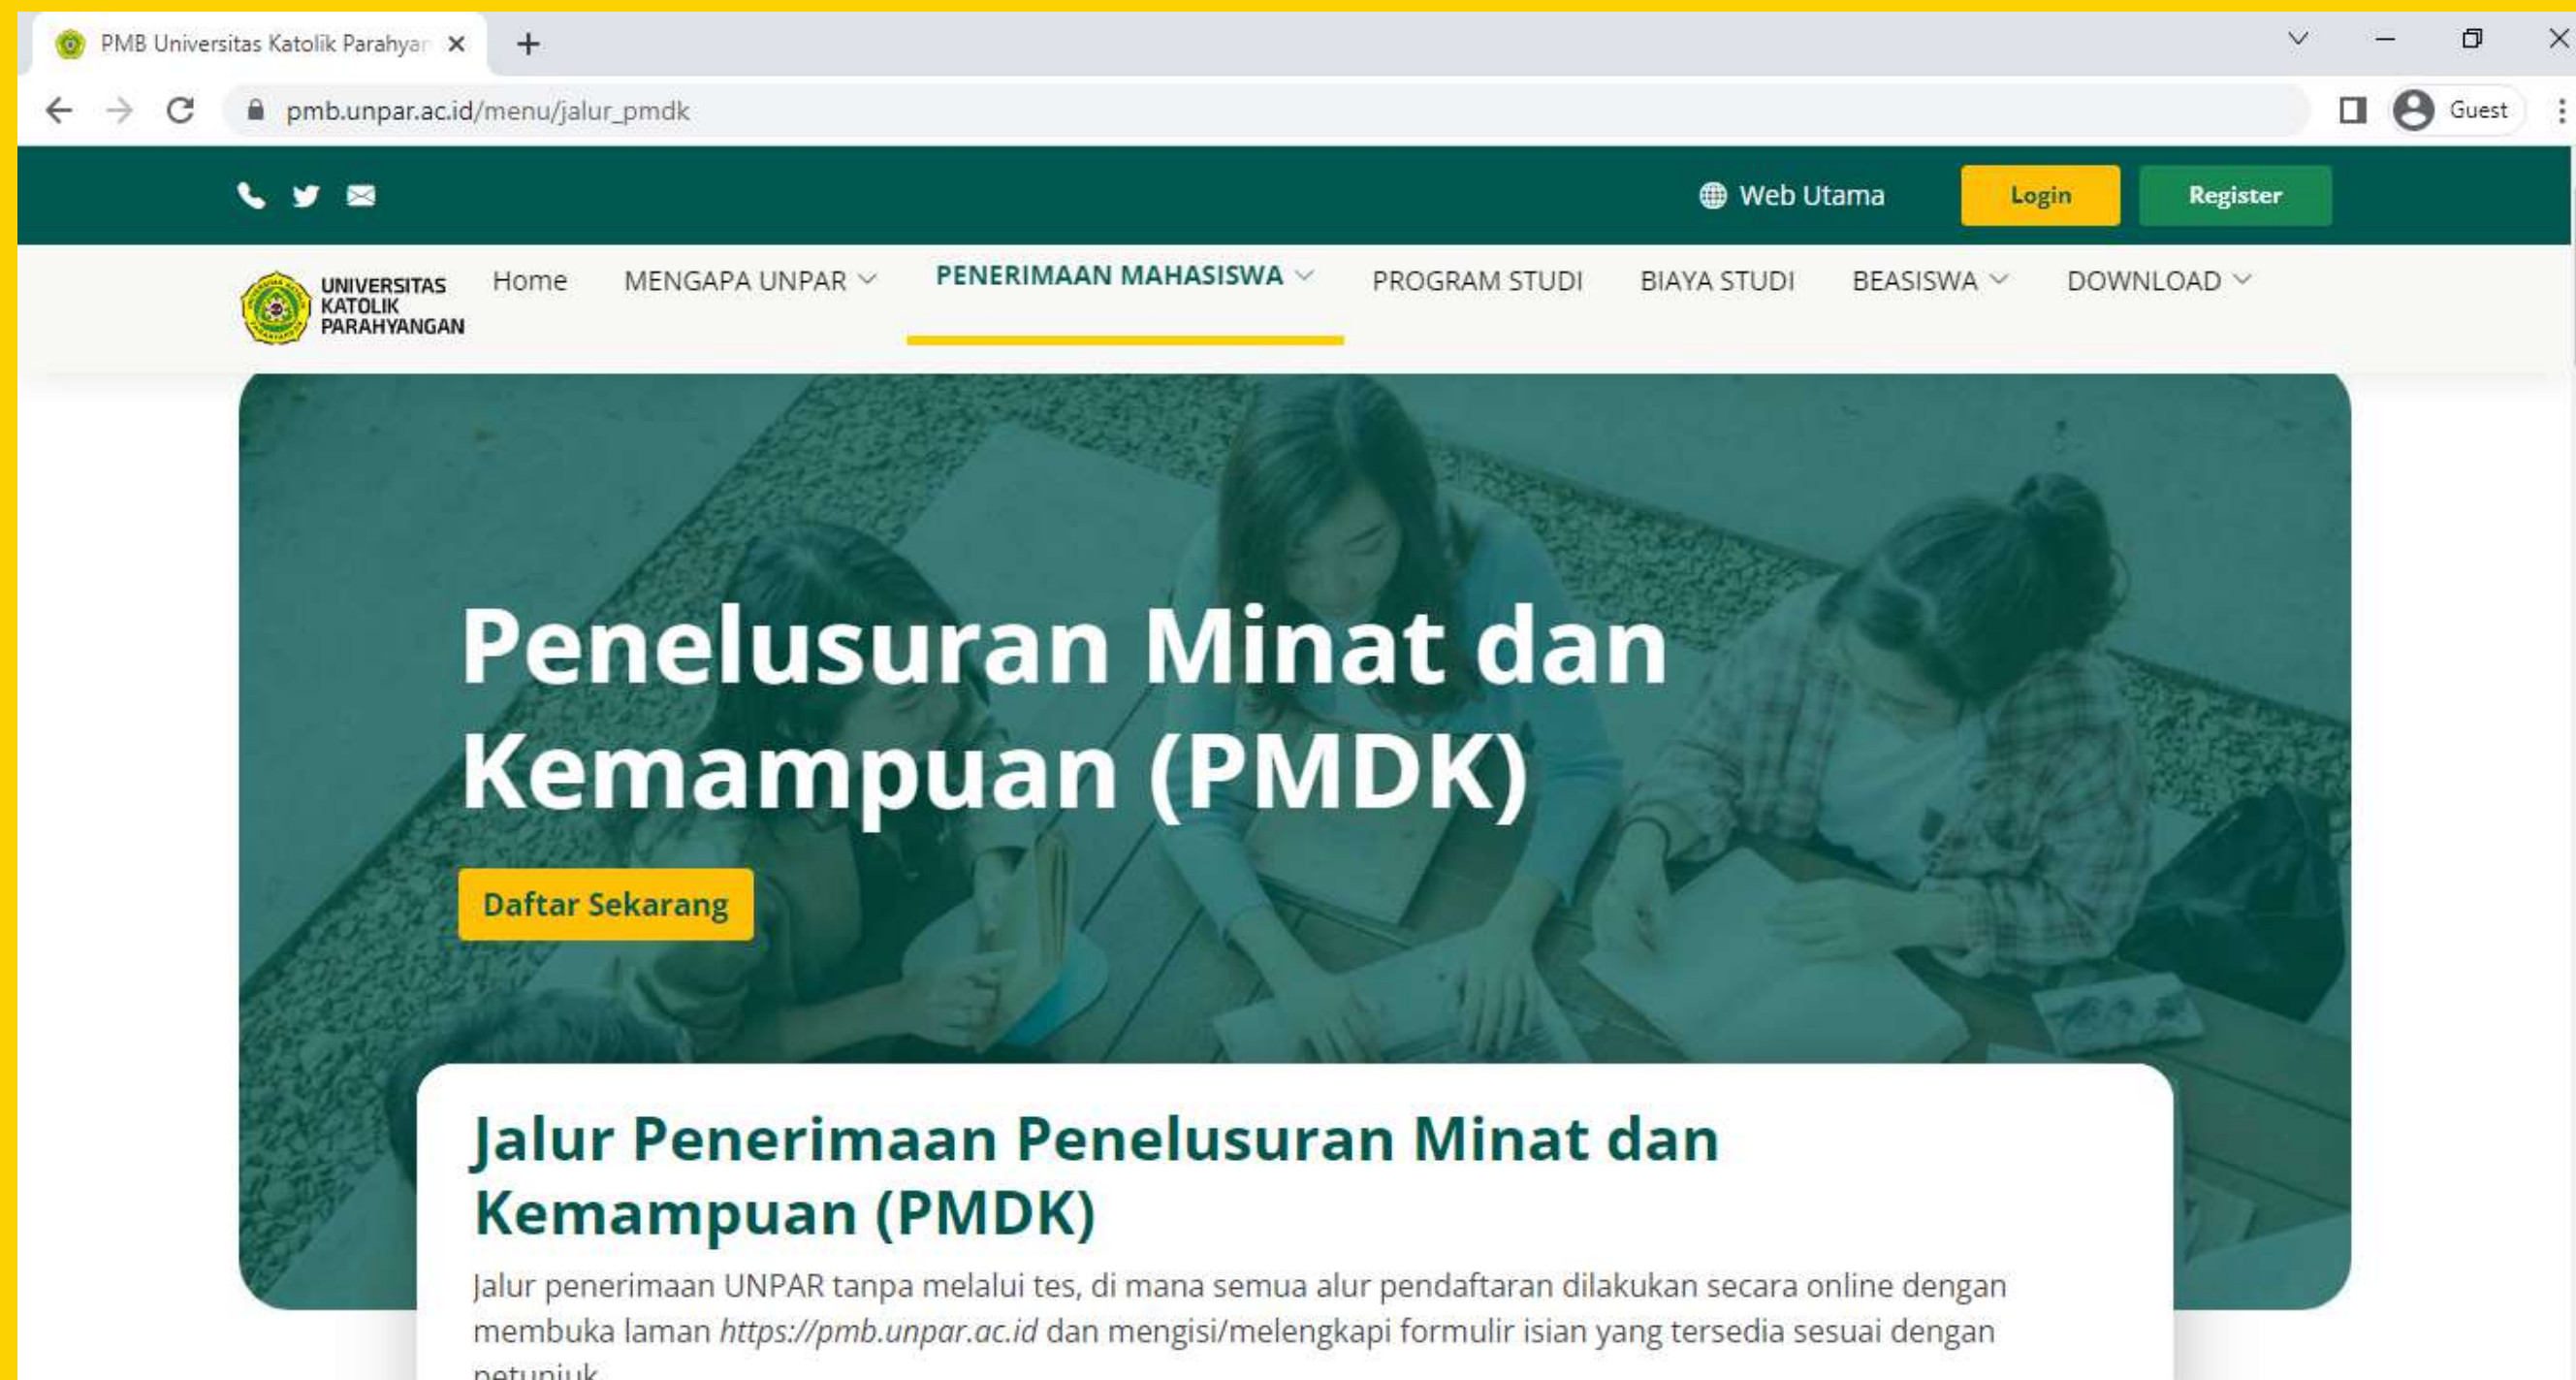 PMB Universitas Katolik Parahyan
pmb.unpar.ac.id/menu/jalur_pmdk
Guest
Web Utama
Login
Register
UNIVERSITAS
KATOLIK
PARAHYANGAN
Home
MENGAPA UNPAR
PENERIMAAN MAHASISWA
PROGRAM STUDI
BIAYA STUDI
BEASISWA
DOWNLOAD
Penelusuran Minat dan
Kemampuan (PMDK)
Daftar Sekarang
Jalur Penerimaan Penelusuran Minat dan
Kemampuan (PMDK)
Jalur penerimaan UNPAR tanpa melalui tes, di mana semua alur pendaftaran dilakukan secara online dengan
membuka laman https://pmb.unpar.ac.id dan mengisi/melengkapi formulir isian yang tersedia sesuai dengan
petunjuk